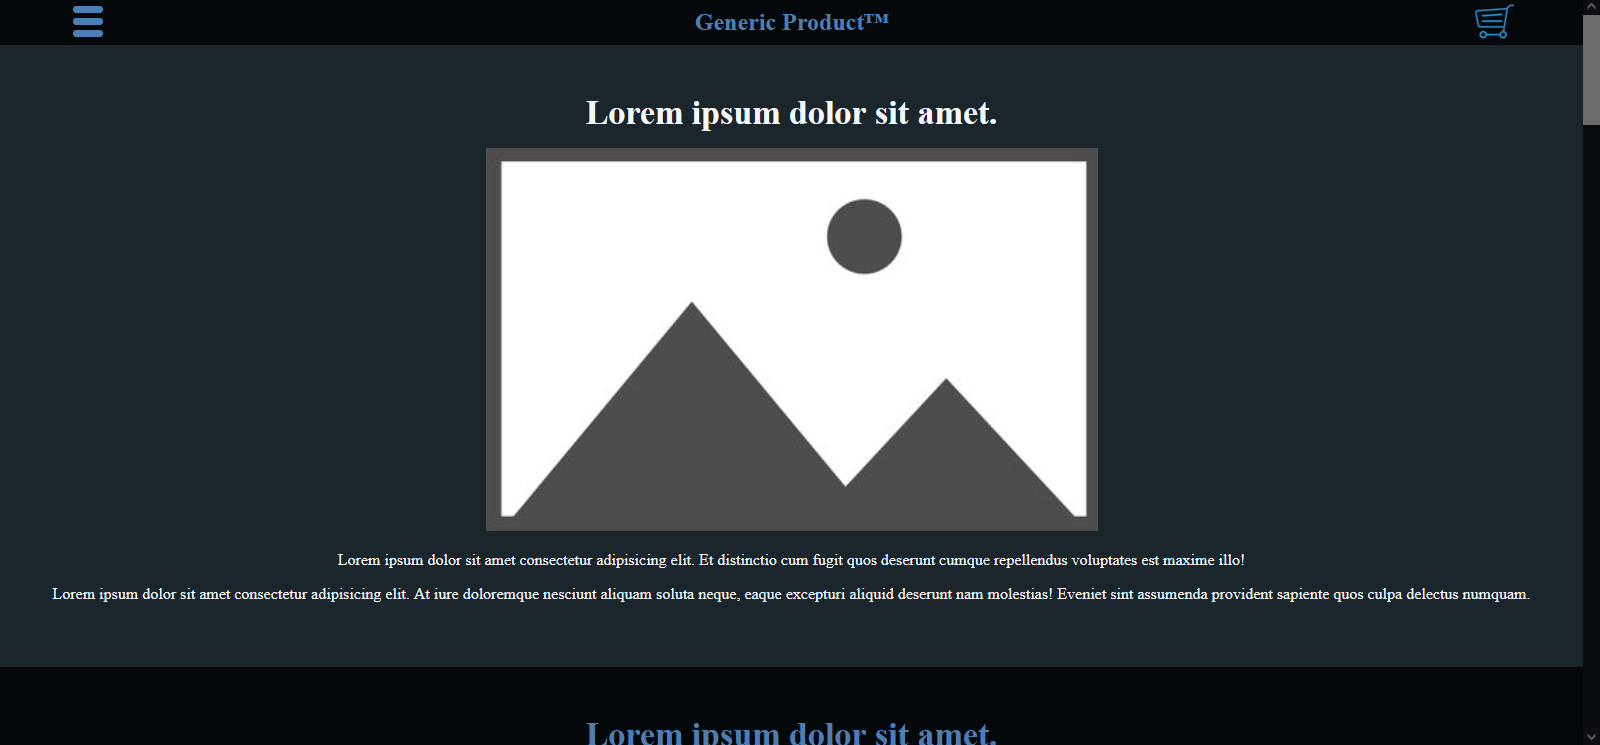 Generic Product™
Lorem ipsum dolor sit amet.
Lorem ipsum dolor sit amet consectetur adipisicing elit. Et distinctio cum fugit quos deserunt cumque repellendus voluptates est maxime illo!
Lorem ipsum dolor sit amet consectetur adipisicing elit. At iure doloremque nesciunt aliquam soluta neque, eaque excepturi aliquid deserunt nam molestias! Eveniet sint assumenda provident sapiente quos culpa delectus numquam.
Lorem ipsum dolor sit amet.